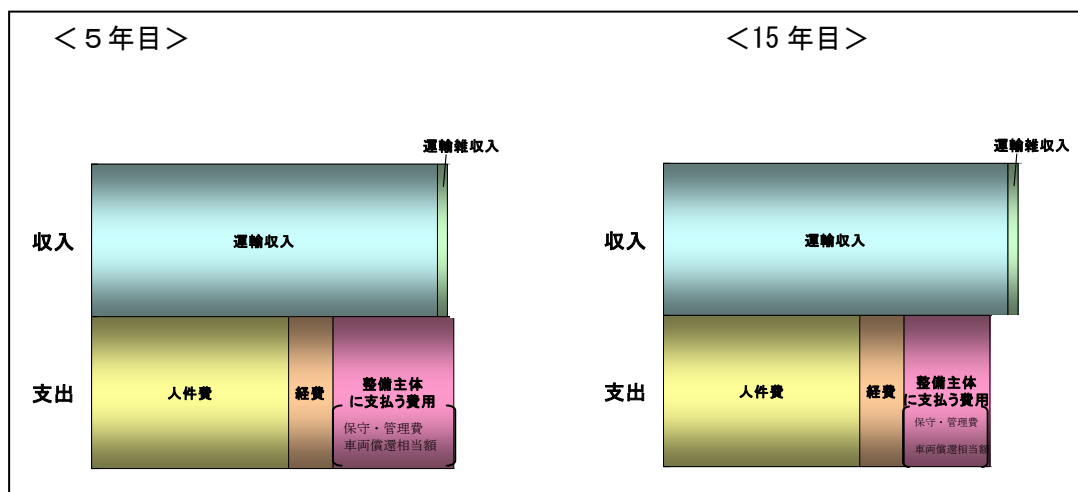 ＜５年目＞
運輸雑収入
収入
運輸収入
支出
人件費
経費
整備主体
に支払う費用
保守・管理費
車両償還相当額
＜15 年目＞
運輸雑収入
収入
運輸収入
支出
人件費
経費
整備主体
に支払う費用
保守・管理費
車両償還相当額